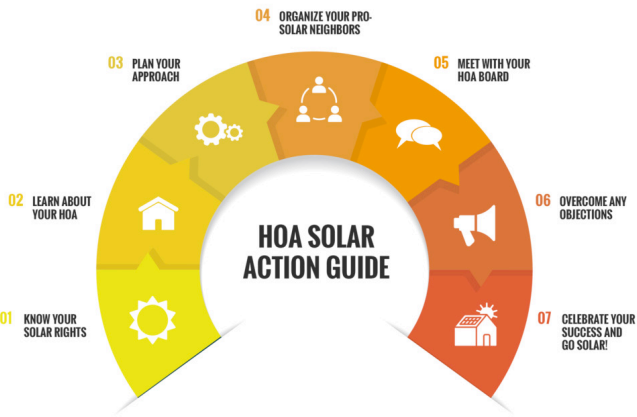 04 ORGANIZE YOUR PRO-
SOLAR NEIGHBORS
03 PLAN YOUR
APPROACH
05 MEET WITH YOUR
HOA BOARD
02 LEARN ABOUT
YOUR HOA
06 OVERCOME ANY
OBJECTIONS
HOA SOLAR
ACTION GUIDE
01 KNOW YOUR
SOLAR RIGHTS
07 CELEBRATE YOUR
SUCCESS AND
GO SOLAR!